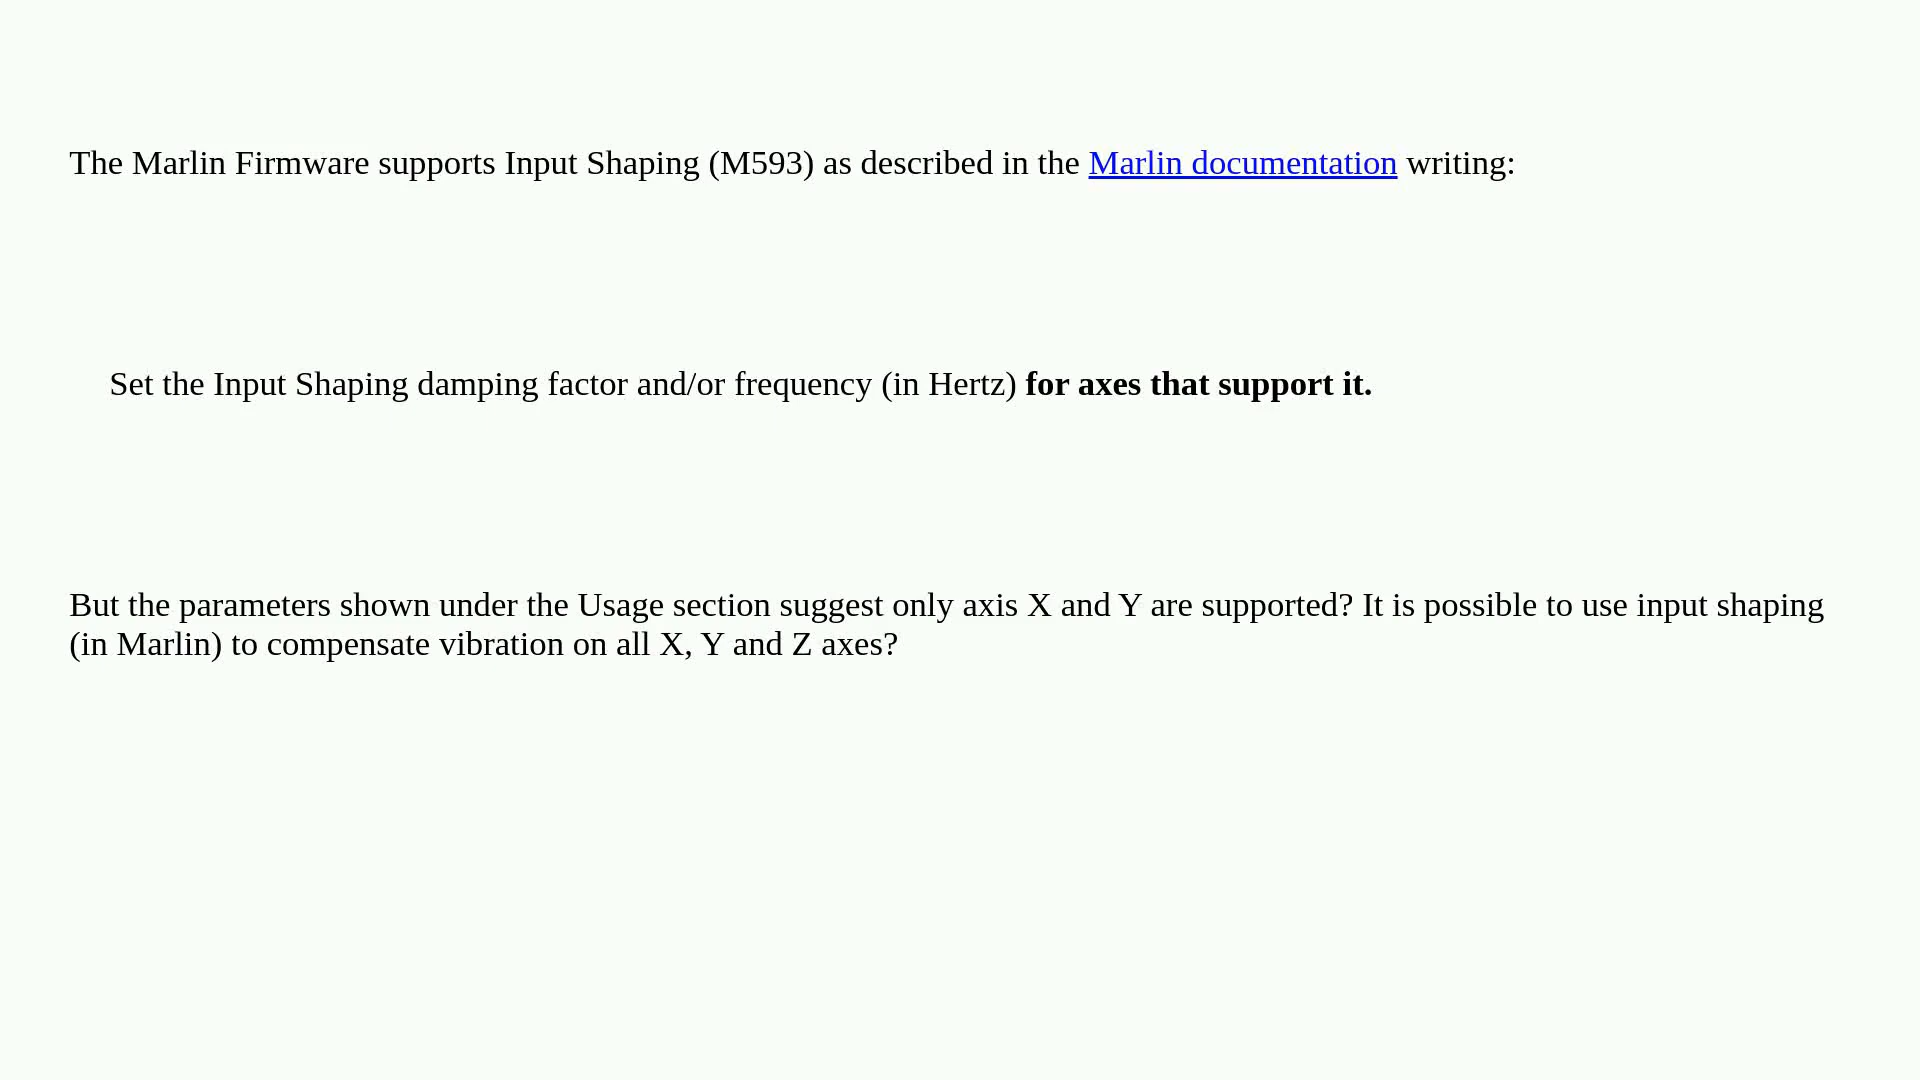 The Marlin Firmware supports Input Shaping (M593) as described in the Marlin documentation writing:
Set the Input Shaping damping factor and/or frequency (in Hertz) for axes that support it.
But the parameters shown under the Usage section suggest only axis X and Y are supported? It is possible to use input shaping
(in Marlin) to compensate vibration on all X, Y and Z axes?